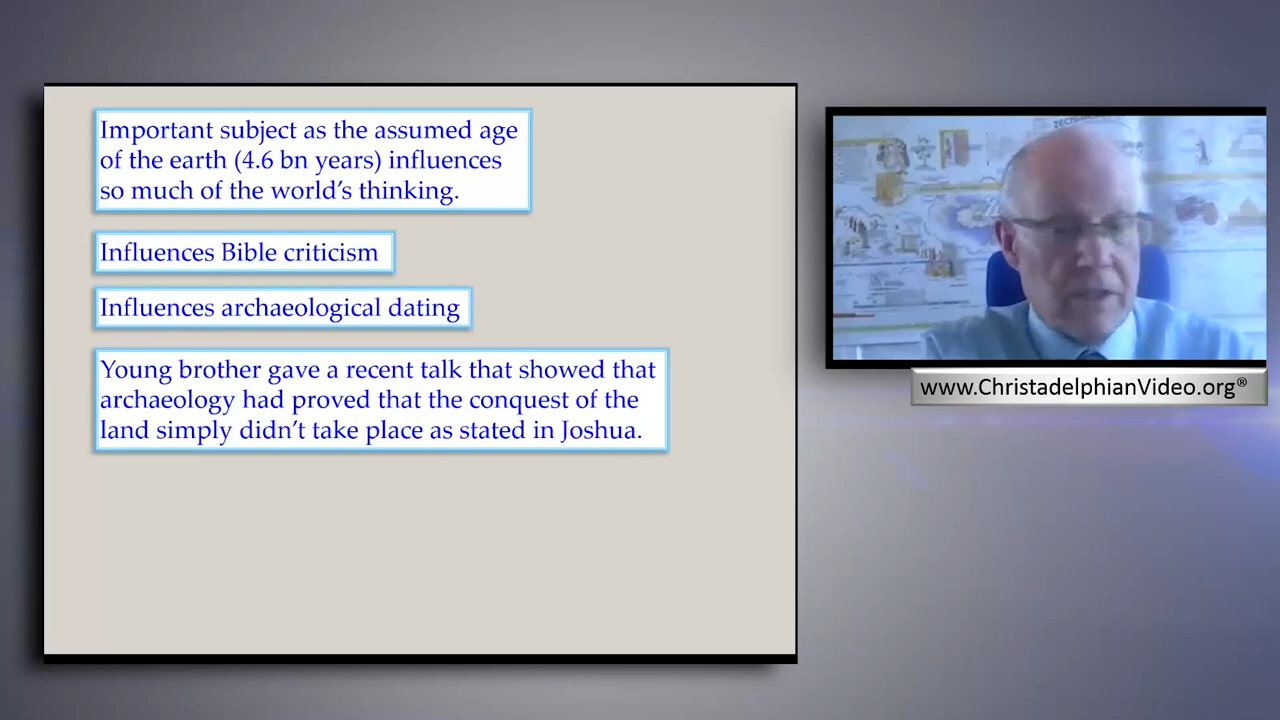 Important subject as the assumed age
of the earth (4.6 bn years) influences
so much of the world's thinking.
Influences Bible criticism
Influences archaeological dating
Young brother gave a recent talk that showed that
archaeology had proved that the conquest of the
land simply didn't take place as stated in Joshua.
www.ChristadelphianVideo.org®